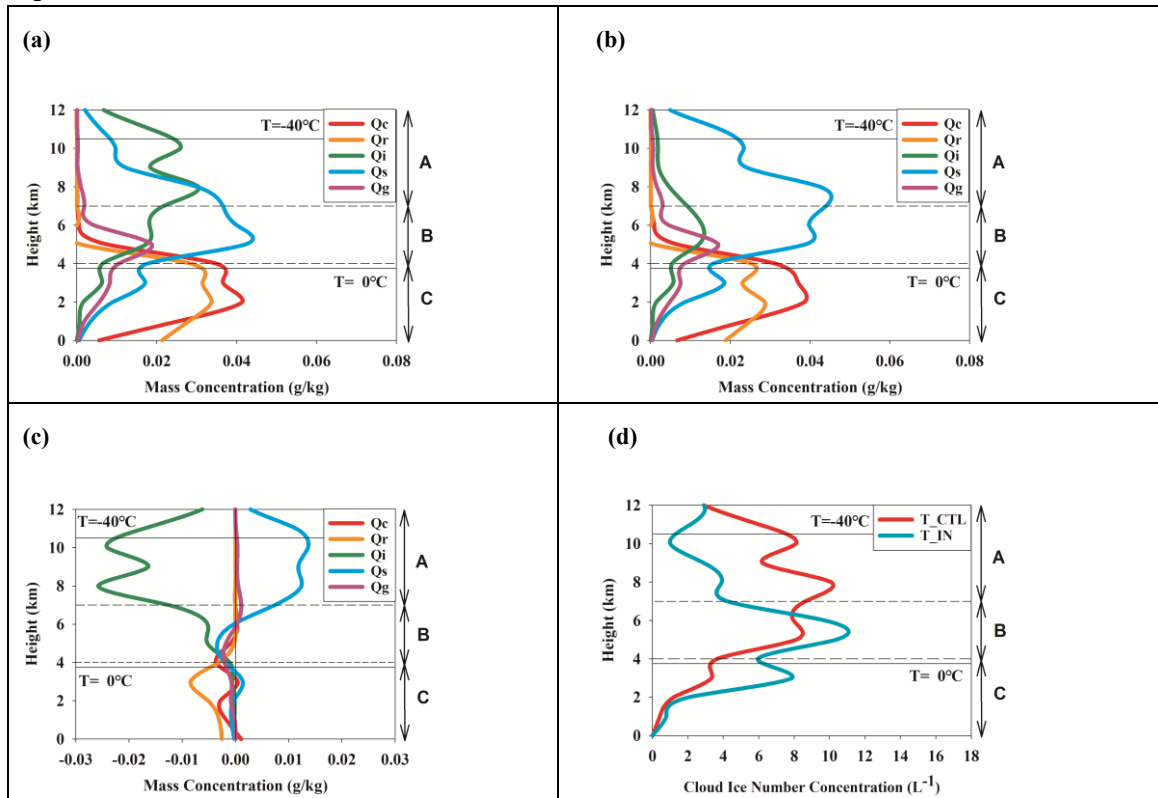 (a)
12
10
8
6
4
2
0
Height (km)
T=-40°C
T= 0°C
Qc
Qr
Qi
Qs
Qg
A
B
C
0.00 0.02 0.04 0.06 0.08
Mass Concentration (g/kg)
(b)
12
10
8
6
4
2
0
Height (km)
T=-40°C
T= 0°C
Qc
Qr
Qi
Qs
Qg
A
B
C
0.00 0.02 0.04 0.06 0.08
Mass Concentration (g/kg)
(c)
12
10
8
6
4
2
0
Height (km)
T=-40°C
T= 0°C
Qc
Qr
Qi
Qs
Qg
A
B
C
-0.03 -0.02 -0.01 0.00 0.01 0.02 0.03
Mass Concentration (g/kg)
(d)
12
10
8
6
4
2
0
Height (km)
T=-40°C
T= 0°C
T_CTL
T_IN
A
B
C
0 2 4 6 8 10 12 14 16 18
Cloud Ice Number Concentration (L-1)